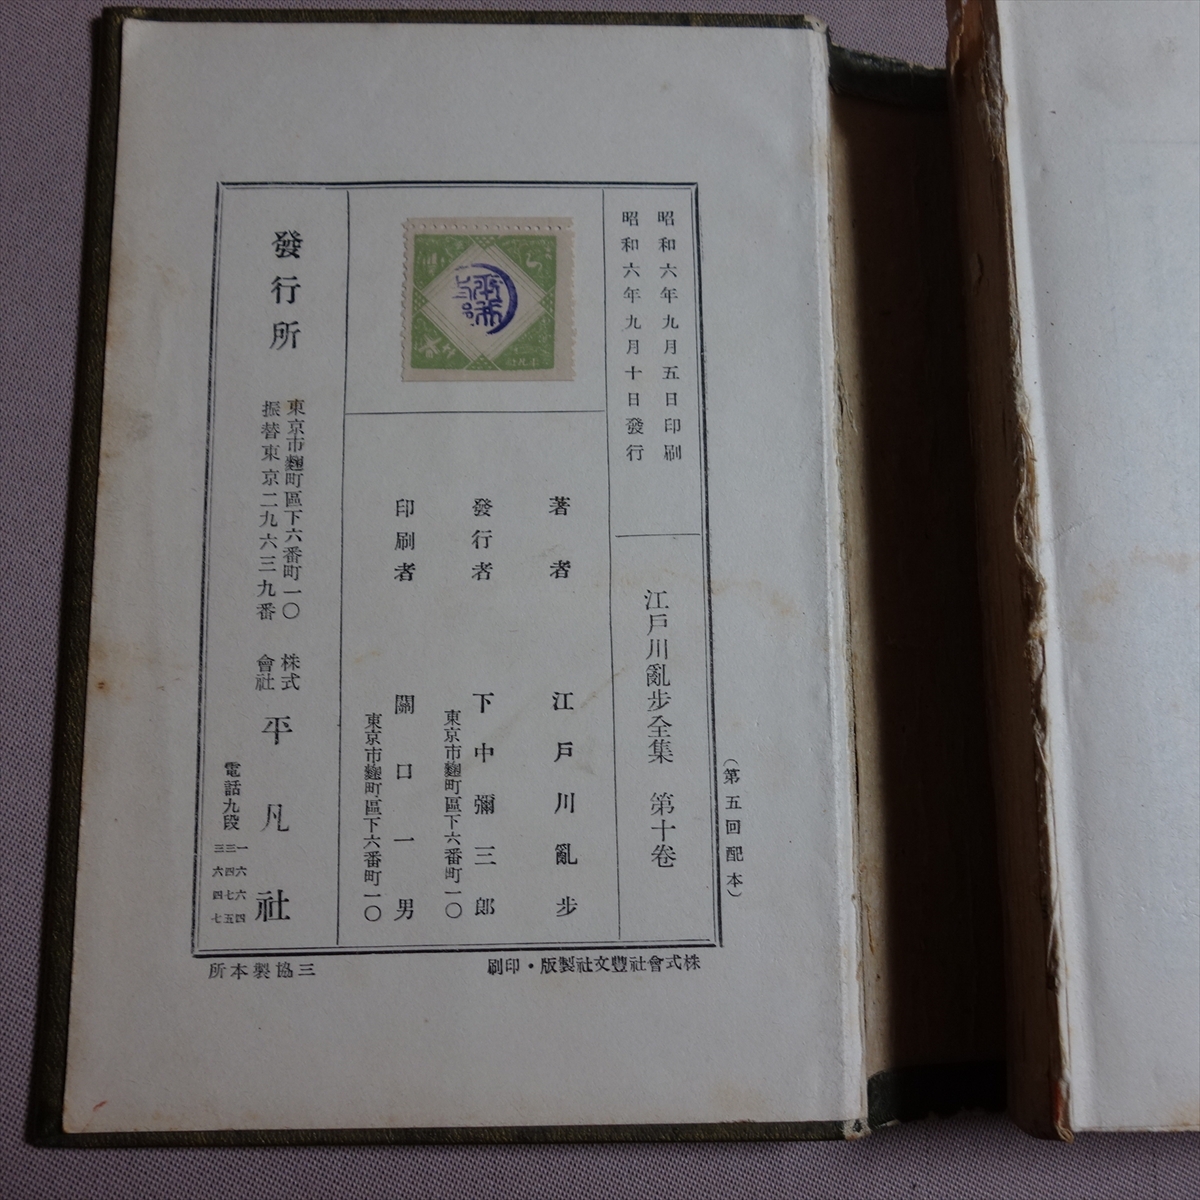 (第五回配本)
昭和六年九月五日印刷
昭和六年九月十日發行
江戸川亂步全集 第十卷
著者 江戸川亂步
發行者 下中彌三郎
東京市麹町區下六番町一〇
印刷者 關口一男
東京市麹町區下六番町一〇
發行所
東京市麹町區下六番町一〇
振替東京二九六三九番
株式會社 平凡社
電話九段
一六六四
三四七五
三六四七
株式會社豐文社製版・印刷
三協製本所